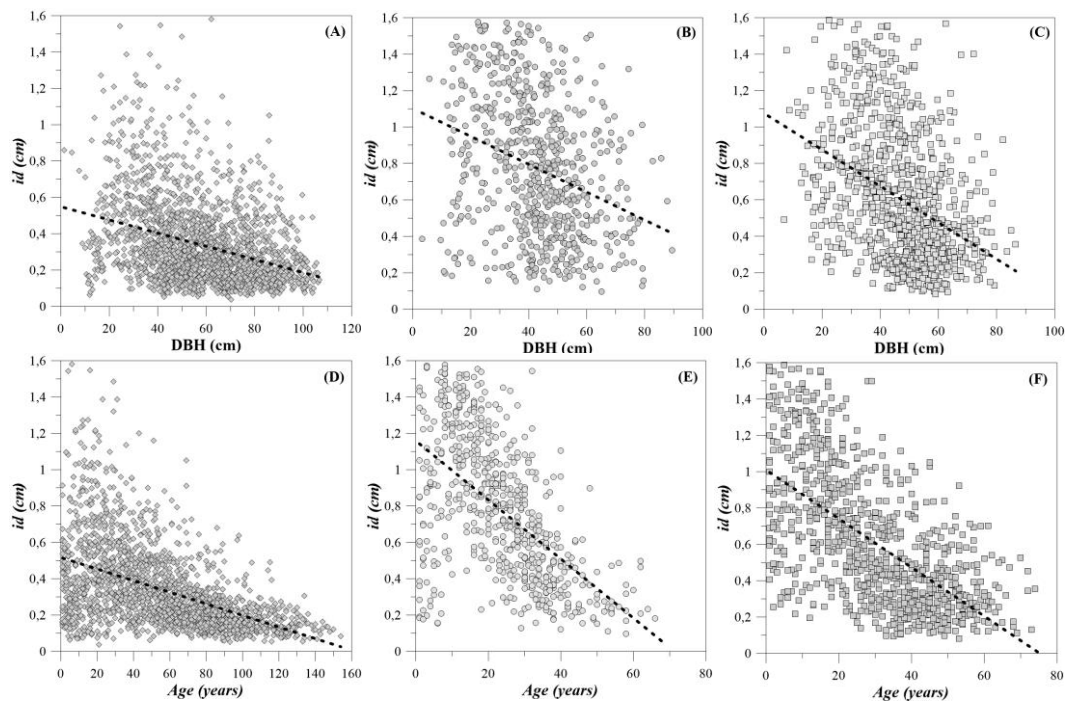 (A)
1,6
1,4
1,2
1
0,8
0,6
0,4
0,2
0
id (cm)
0 20 40 60 80 100 120
DBH (cm)
(B)
1,6
1,4
1,2
1
0,8
0,6
0,4
0,2
0
id (cm)
0 20 40 60 80 100
DBH (cm)
(C)
1,6
1,4
1,2
1
0,8
0,6
0,4
0,2
0
id (cm)
0 20 40 60 80 100
DBH (cm)
(D)
1,6
1,4
1,2
1
0,8
0,6
0,4
0,2
0
id (cm)
0 20 40 60 80 100 120 140 160
Age (years)
(E)
1,6
1,4
1,2
1
0,8
0,6
0,4
0,2
0
id (cm)
0 20 40 60 80
Age (years)
(F)
1,6
1,4
1,2
1
0,8
0,6
0,4
0,2
0
id (cm)
0 20 40 60 80
Age (years)